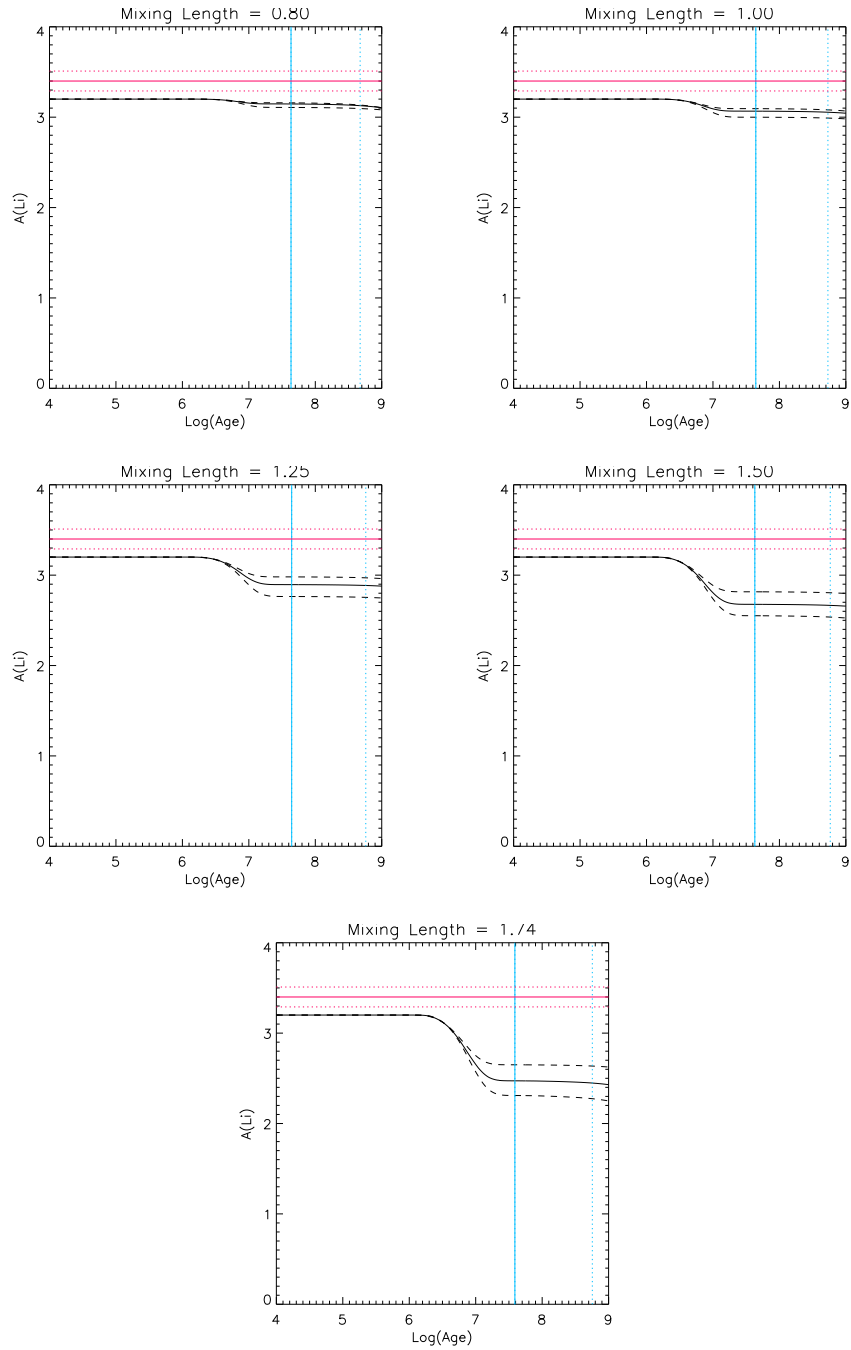 Mixing Length = 0.80
4
3
2
1
0
A(Li)
4 5 6 7 8 9
Log(Age)
Mixing Length = 1.00
4
3
2
1
0
A(Li)
4 5 6 7 8 9
Log(Age)
Mixing Length = 1.25
4
3
2
1
0
A(Li)
4 5 6 7 8 9
Log(Age)
Mixing Length = 1.50
4
3
2
1
0
A(Li)
4 5 6 7 8 9
Log(Age)
Mixing Length = 1.74
4
3
2
1
0
A(Li)
4 5 6 7 8 9
Log(Age)